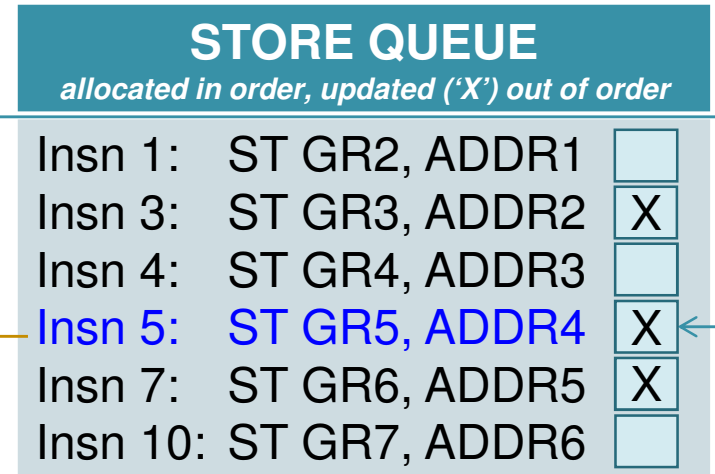 STORE QUEUE
allocated in order, updated (‘X’) out of order
Insn 1: ST GR2, ADDR1
Insn 3: ST GR3, ADDR2 X
Insn 4: ST GR4, ADDR3
Insn 5: ST GR5, ADDR4 X
Insn 7: ST GR6, ADDR5 X
Insn 10: ST GR7, ADDR6